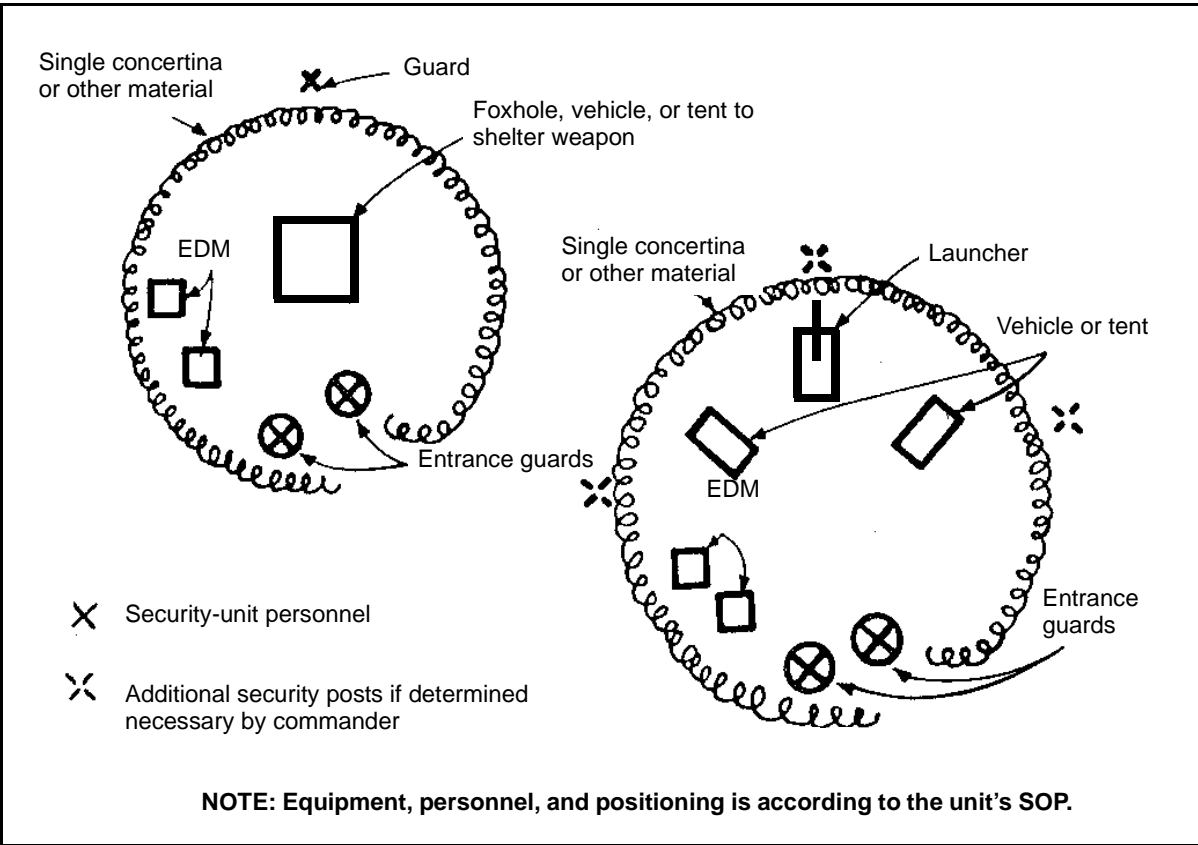 Single concertina
or other material
Guard
Foxhole, vehicle, or tent to
shelter weapon
EDM
Entrance guards
Single concertina
or other material
Launcher
Vehicle or tent
EDM
Entrance
guards
Security-unit personnel
Additional security posts if determined
necessary by commander
NOTE: Equipment, personnel, and positioning is according to the unit's SOP.